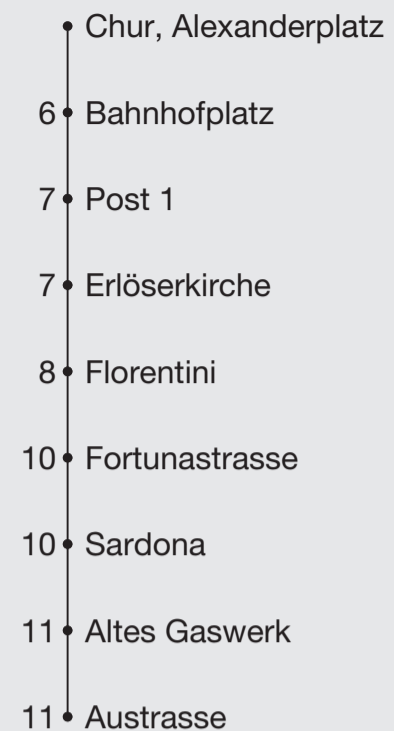 Chur, Alexanderplatz
6 Bahnhofplatz
7 Post 1
7 Erlöserkirche
8 Florentini
10 Fortunastrasse
10 Sardona
11 Altes Gaswerk
11 Austrasse